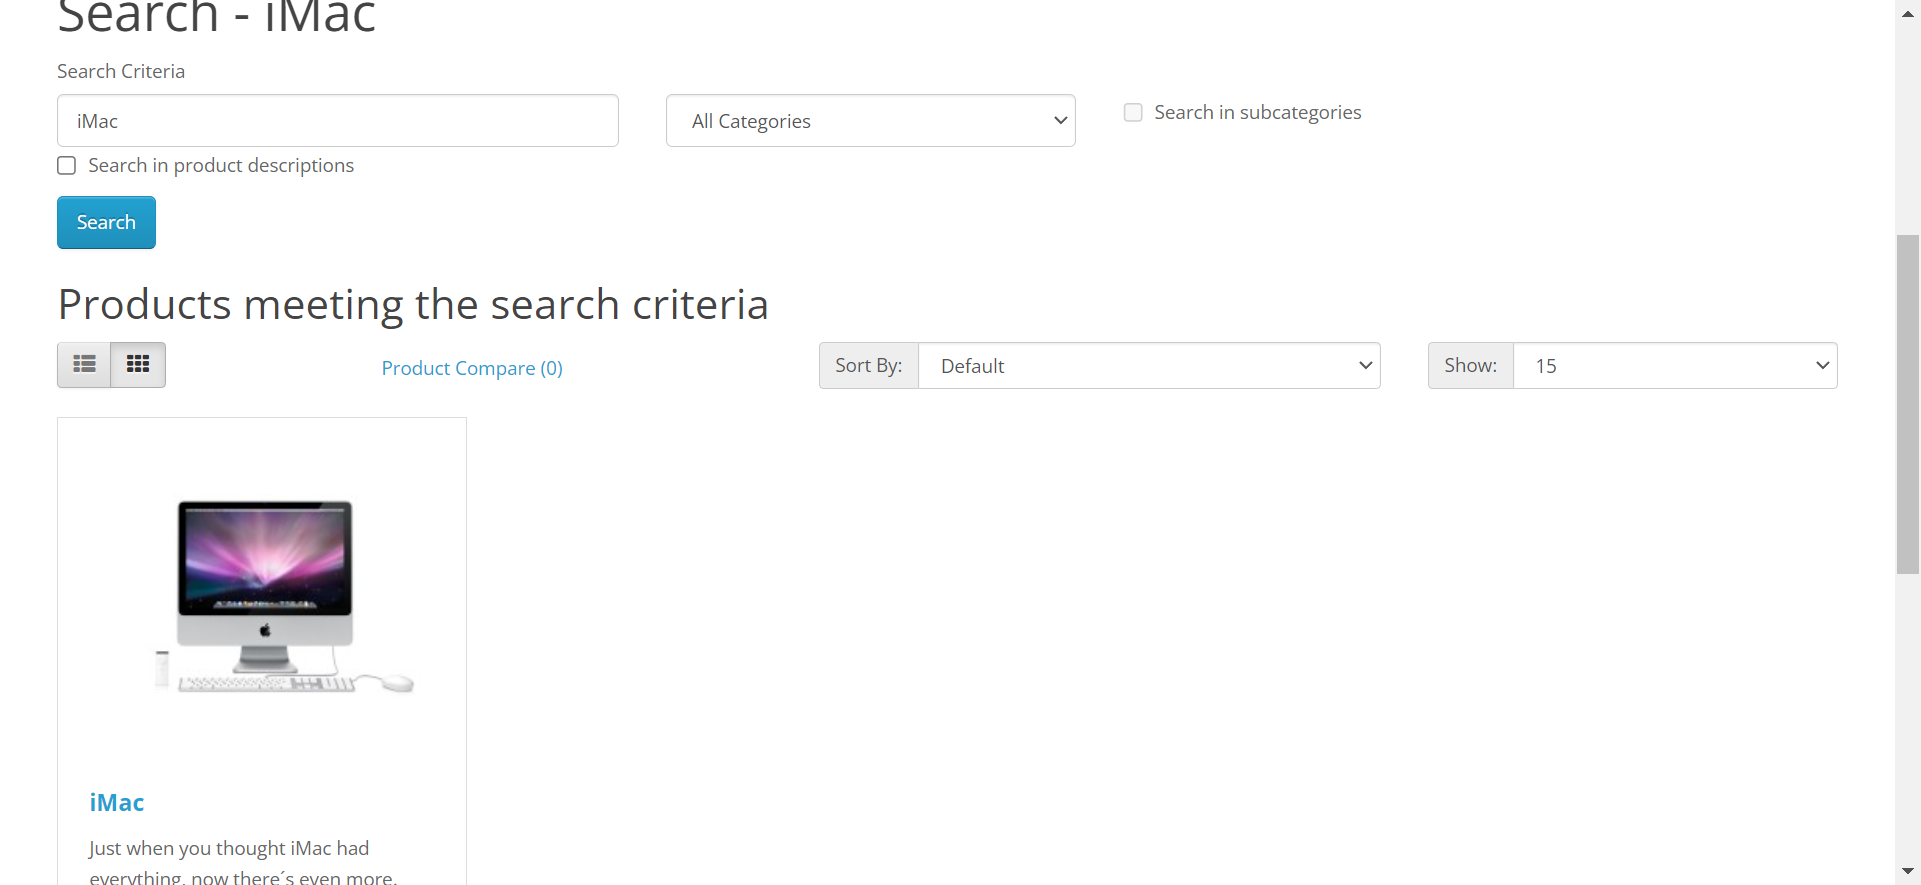 Search - iMac
Search Criteria
iMac
All Categories
Search in subcategories
Search in product descriptions
Search
Products meeting the search criteria
Product Compare (0)
Sort By:
Default
Show:
15
iMac
Just when you thought iMac had
everything, now there´s even more.